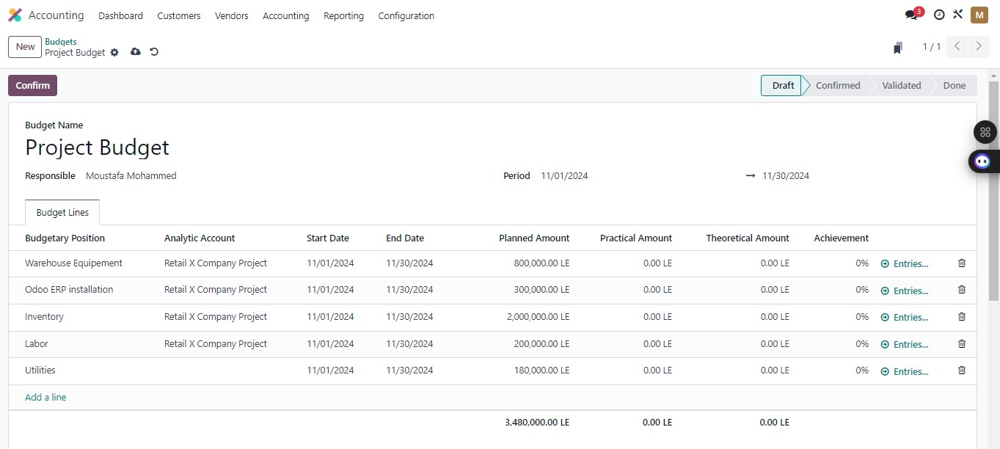 Accounting Dashboard Customers Vendors Accounting Reporting Configuration 3 M
New Budgets
Project Budget 1 / 1
Confirm Draft Confirmed Validated Done
Budget Name
Project Budget
Responsible Moustafa Mohammed Period 11/01/2024 → 11/30/2024
Budget Lines
Budgetary Position Analytic Account Start Date End Date Planned Amount Practical Amount Theoretical Amount Achievement
Warehouse Equipement Retail X Company Project 11/01/2024 11/30/2024 800,000.00 LE 0.00 LE 0.00 LE 0% Entries...
Odoo ERP installation Retail X Company Project 11/01/2024 11/30/2024 300,000.00 LE 0.00 LE 0.00 LE 0% Entries...
Inventory Retail X Company Project 11/01/2024 11/30/2024 2,000,000.00 LE 0.00 LE 0.00 LE 0% Entries...
Labor Retail X Company Project 11/01/2024 11/30/2024 200,000.00 LE 0.00 LE 0.00 LE 0% Entries...
Utilities 11/01/2024 11/30/2024 180,000.00 LE 0.00 LE 0.00 LE 0% Entries...
Add a line
3,480,000.00 LE 0.00 LE 0.00 LE